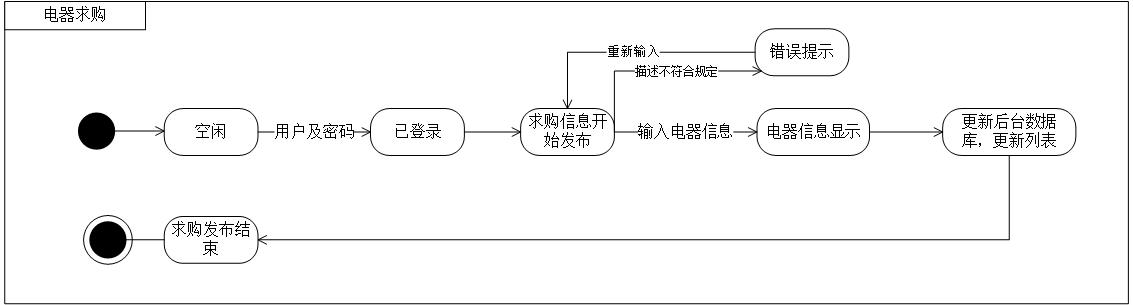 电器求购
错误提示
重新输入
描述不符合规定
空闲
用户及密码
已登录
求购信息开
始发布
输入电器信息
电器信息显示
更新后台数据
库，更新列表
求购发布结
束